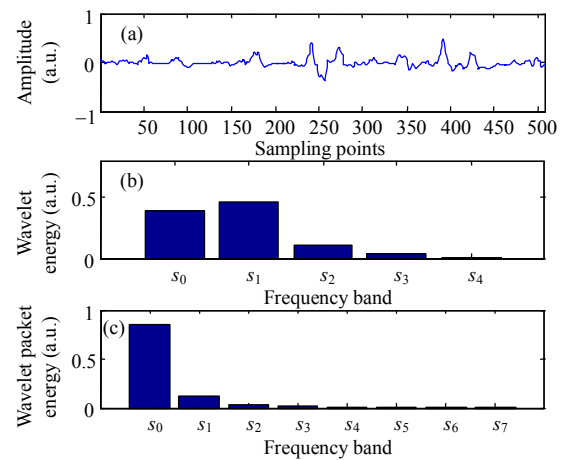 Amplitude (a.u.)
1
0
−1
(a)
50 100 150 200 250 300 350 400 450 500
Sampling points
Wavelet energy (a.u.)
0.5
0
(b)
s0 s1 s2 s3 s4
Frequency band
Wavelet packet energy (a.u.)
1
0.5
0
(c)
s0 s1 s2 s3 s4 s5 s6 s7
Frequency band